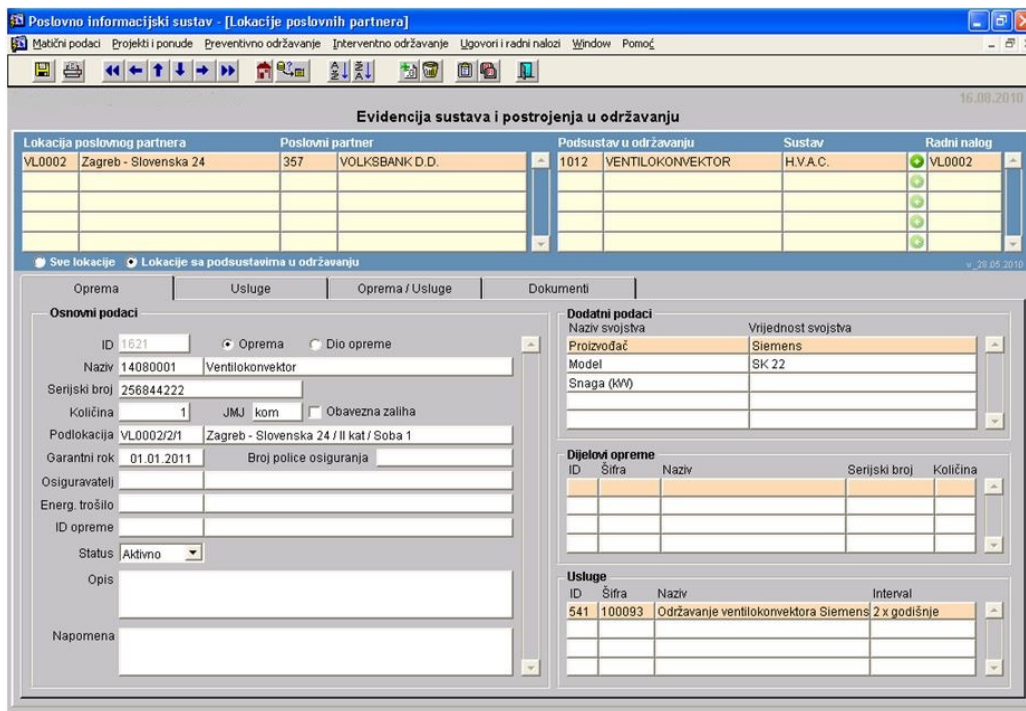 Poslovno informacijski sustav - [Lokacije poslovnih partnera]
Matični podaci Projekti i ponude Preventivno održavanje Interventno održavanje Ugovori i radni nalozi Window Pomoć
16.08.2010
Evidencija sustava i postrojenja u održavanju
Lokacija poslovnog partnera Poslovni partner Podsustav u održavanju Sustav Radni nalog
VL0002 Zagreb - Slovenska 24 357 VOLKSBANK D.D. 1012 VENTILOKONVEKTOR H.V.A.C. VL0002
Sve lokacije Lokacije sa podsustavima u održavanju v_28.05.2010
Oprema Usluge Oprema / Usluge Dokumenti
Osnovni podaci
ID 1621 Oprema Dio opreme
Naziv 14080001 Ventilokonvektor
Serijski broj 256844222
Količina 1 JMJ kom Obavezna zaliha
Podlokacija VL0002/2/1 Zagreb - Slovenska 24 / II kat / Soba 1
Garantni rok 01.01.2011 Broj police osiguranja
Osiguravatelj
Energ. trošilo
ID opreme
Status Aktivno
Opis
Napomena
Dodatni podaci
Naziv svojstva Vrijednost svojstva
Proizvođač Siemens
Model SK 22
Snaga (kW)
Dijelovi opreme
ID Šifra Naziv Serijski broj Količina
Usluge
ID Šifra Naziv Interval
541 100093 Održavanje ventilokonvektora Siemens 2 x godišnje